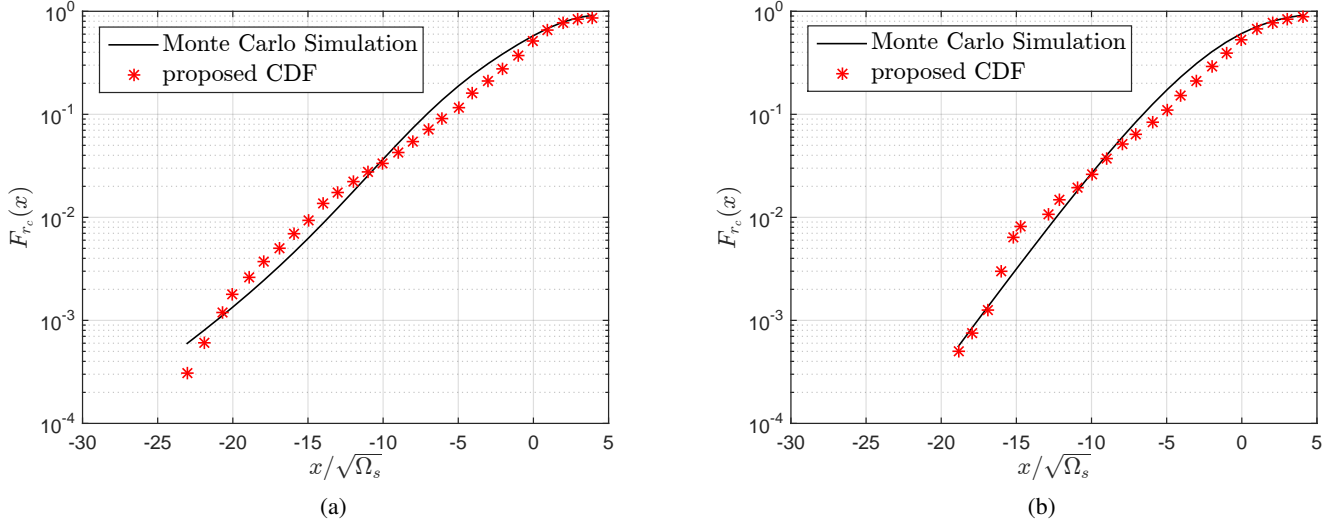 Monte Carlo Simulation
proposed CDF
10^0
10^{-1}
10^{-2}
10^{-3}
10^{-4}
F_{r_c}(x)
-30 -25 -20 -15 -10 -5 0 5
x/\sqrt{Ω_s}
(a)
Monte Carlo Simulation
proposed CDF
10^0
10^{-1}
10^{-2}
10^{-3}
10^{-4}
F_{r_c}(x)
-30 -25 -20 -15 -10 -5 0 5
x/\sqrt{Ω_s}
(b)